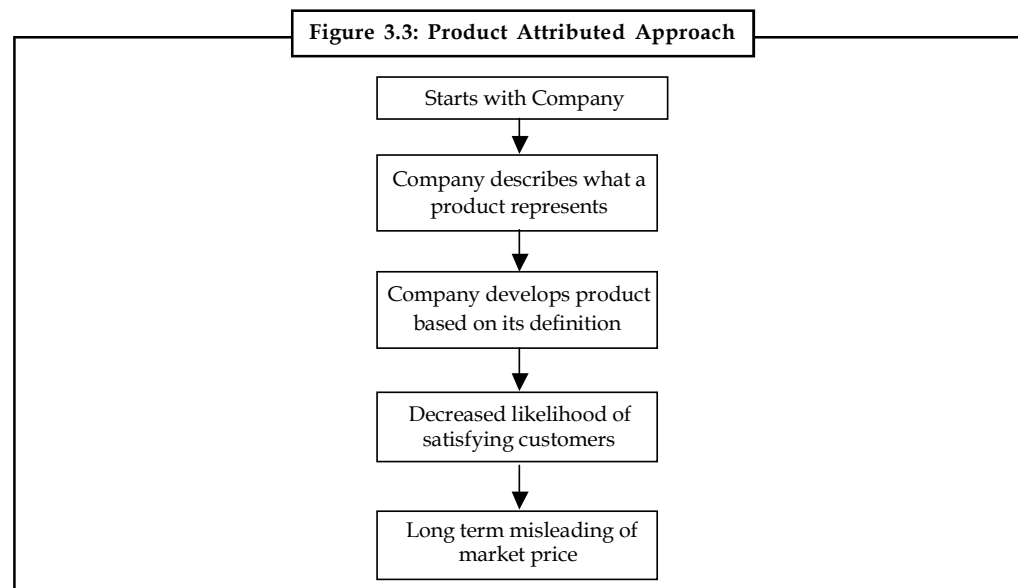 Figure 3.3: Product Attributed Approach
Starts with Company
Company describes what a
product represents
Company develops product
based on its definition
Decreased likelihood of
satisfying customers
Long term misleading of
market price